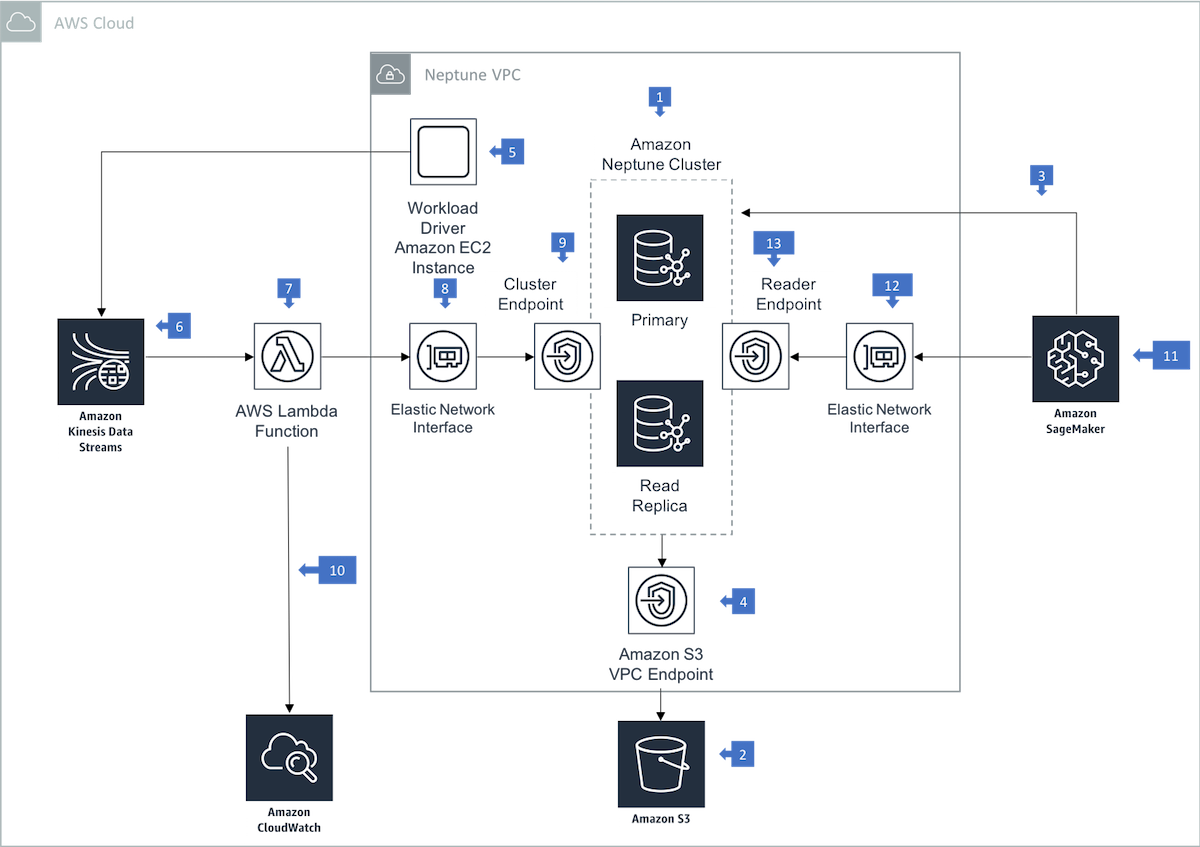 AWS Cloud
Neptune VPC
1
Amazon
Neptune Cluster
5
3
Workload
Driver
Amazon EC2
Instance
9
13
Cluster
Endpoint
Reader
Endpoint
7
8
12
Primary
6
11
Amazon
Kinesis Data
Streams
AWS Lambda
Function
Elastic Network
Interface
Elastic Network
Interface
Amazon
SageMaker
Read
Replica
10
4
Amazon S3
VPC Endpoint
2
Amazon
CloudWatch
Amazon S3